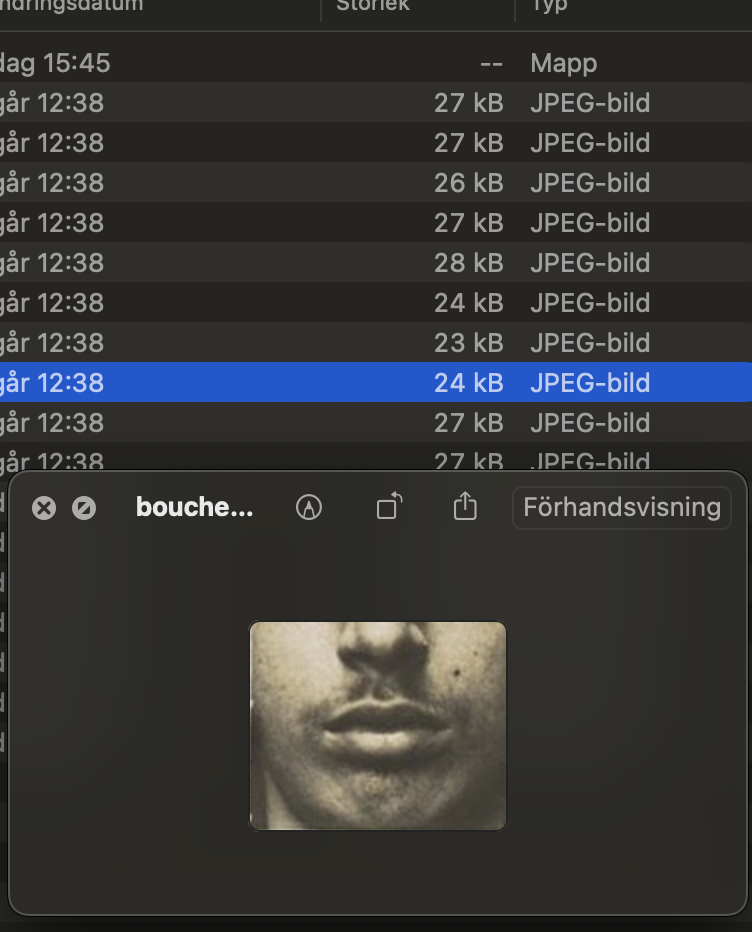 ndringsdatum Storlek Typ
dag 15:45 -- Mapp
går 12:38 27 kB JPEG-bild
går 12:38 27 kB JPEG-bild
går 12:38 26 kB JPEG-bild
går 12:38 27 kB JPEG-bild
går 12:38 28 kB JPEG-bild
går 12:38 24 kB JPEG-bild
går 12:38 23 kB JPEG-bild
går 12:38 24 kB JPEG-bild
går 12:38 27 kB JPEG-bild
går 12:38 27 kB JPEG-bild
bouche... Förhandsvisning